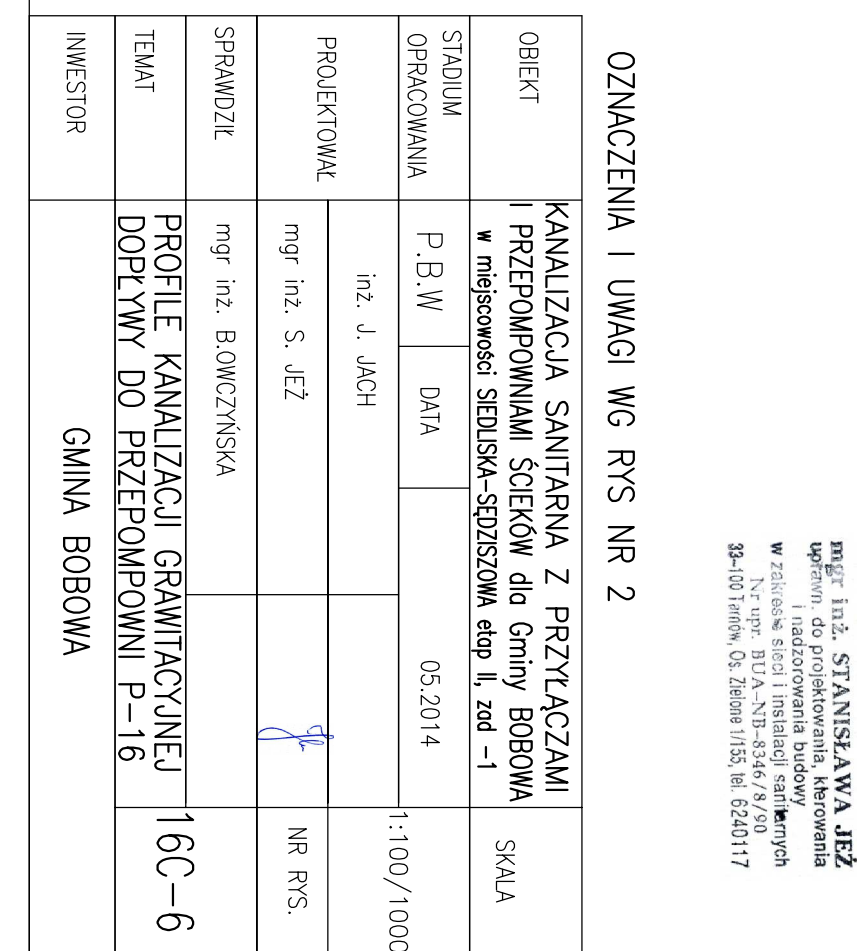 mgr inż. STANISŁAWA JEŻ
uprawn. do projektowania, kierowania
i nadzorowania budowy
w zakresie sieci i instalacji sanitarnych
Nr upr. BUA-NB-8346/8/90
33-100 Tarnów, Os. Zielone 1/155, tel. 6240117
OZNACZENIA I UWAGI WG RYS NR 2
OBIEKT
KANALIZACJA SANITARNA Z PRZYŁĄCZAMI
I PRZEPOMPOWNIAMI ŚCIEKÓW dla Gminy BOBOWA
w miejscowości SIEDLISKA-SĘDZISZOWA etap II, zad -1
SKALA
STADIUM
OPRACOWANIA
P.B.W
DATA
05.2014
1:100/1000
PROJEKTOWAŁ
inż. J. JACH
mgr inż. S. JEŻ
NR RYS.
SPRAWDZIŁ
mgr inż. B.OWCZYŃSKA
TEMAT
PROFILE KANALIZACJI GRAWITACYJNEJ
DOPŁYWY DO PRZEPOMPOWNI P-16
16C-6
INWESTOR
GMINA BOBOWA